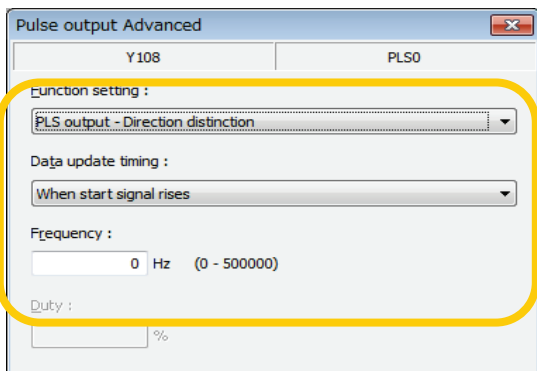 Pulse output Advanced
Y108 PLS0
Function setting :
PLS output - Direction distinction
Data update timing :
When start signal rises
Frequency :
0 Hz (0 - 500000)
Duty :
%